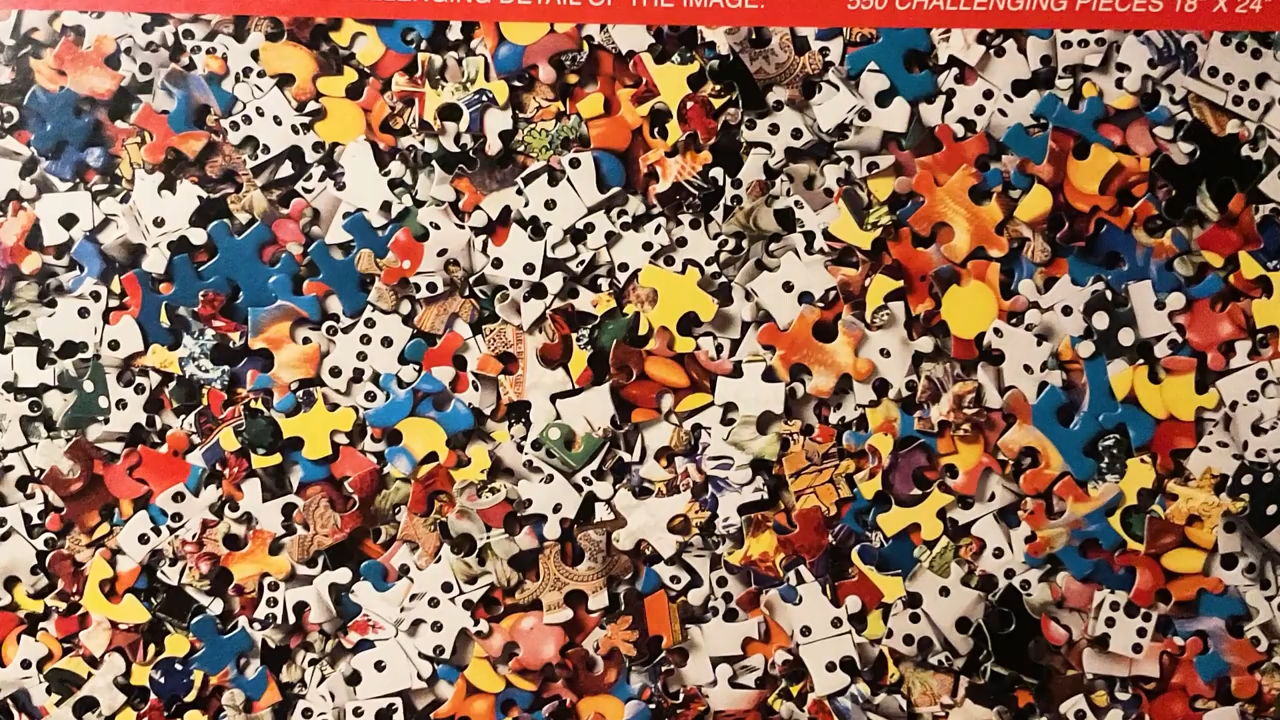 DETAIL OF THE IMAGE.
550 CHALLENGING PIECES 18" X 24"